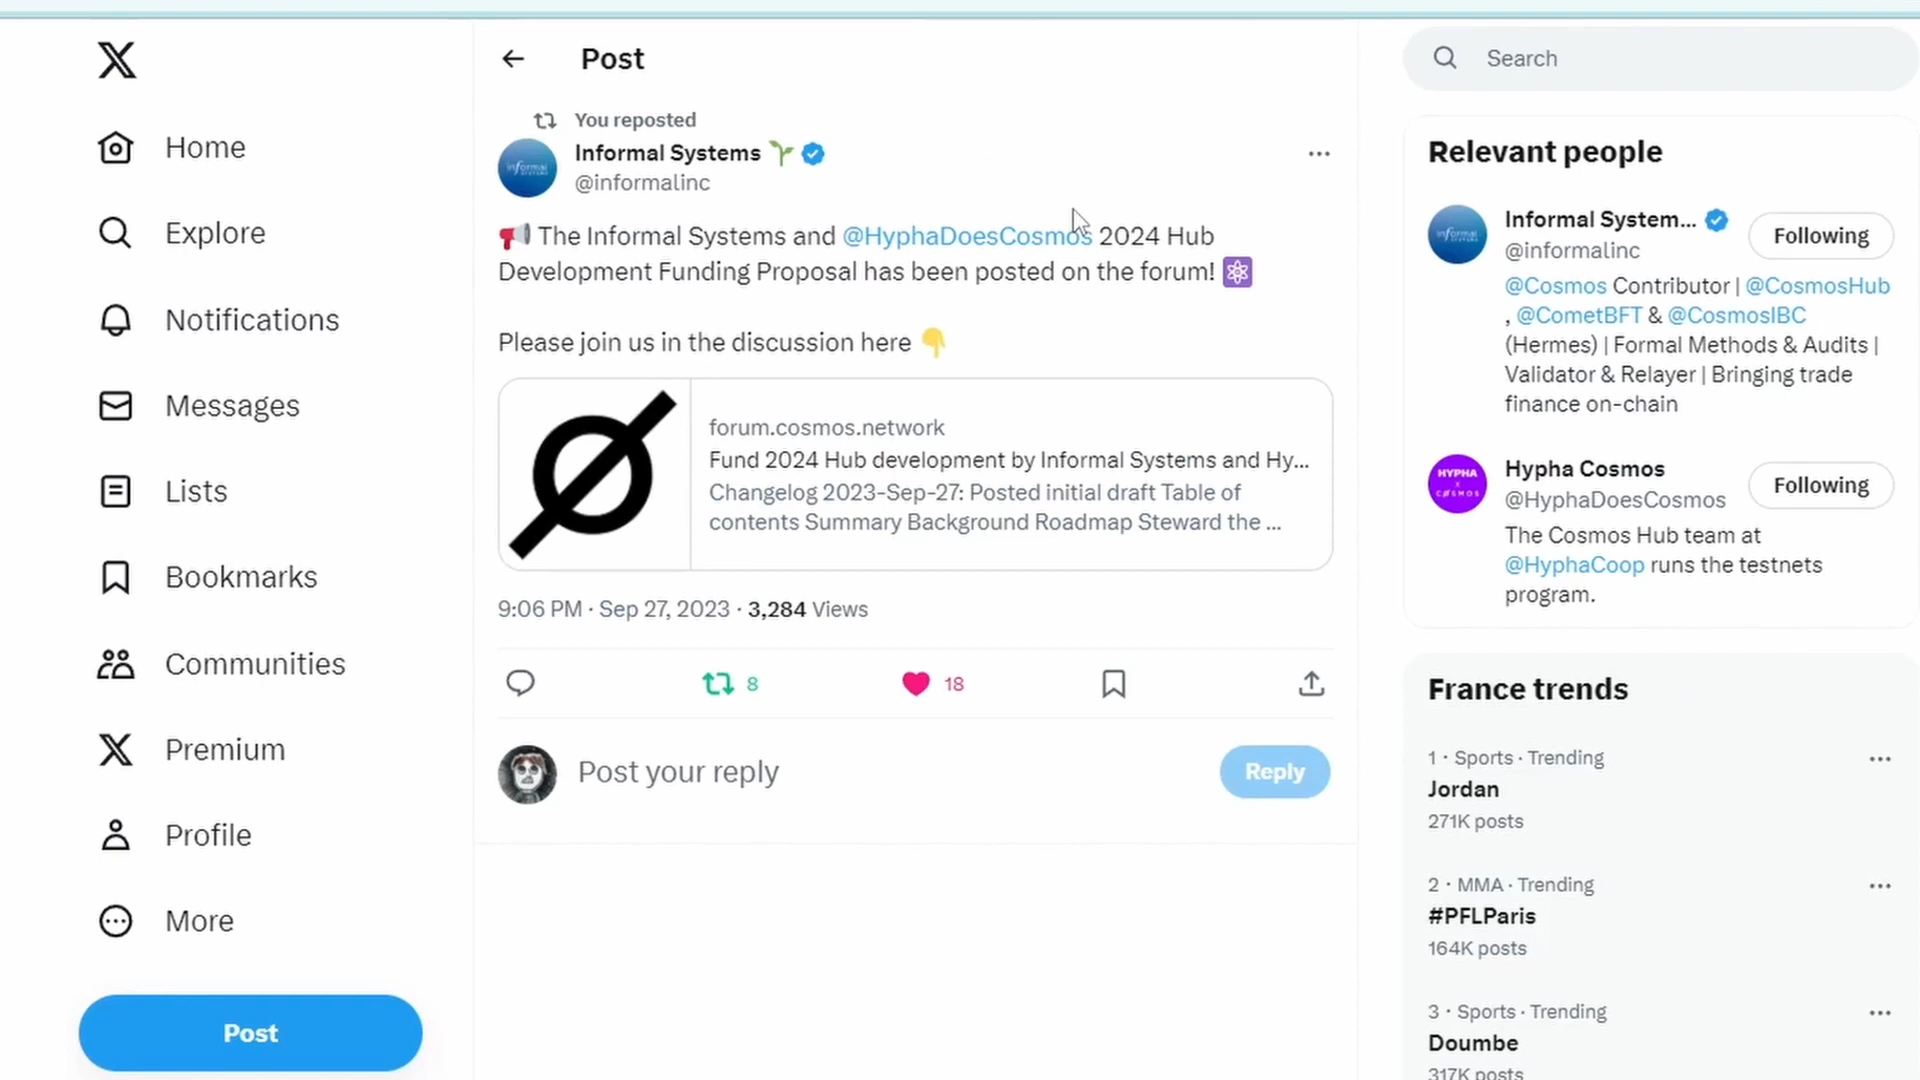 Home
Explore
Notifications
Messages
Lists
Bookmarks
Communities
Premium
Profile
More
Post
Post
You reposted
Informal Systems
@informalinc
The Informal Systems and @HyphaDoesCosmos 2024 Hub
Development Funding Proposal has been posted on the forum!
Please join us in the discussion here
forum.cosmos.network
Fund 2024 Hub development by Informal Systems and Hy...
Changelog 2023-Sep-27: Posted initial draft Table of
contents Summary Background Roadmap Steward the ...
9:06 PM · Sep 27, 2023 · 3,284 Views
8
18
Post your reply
Reply
Search
Relevant people
Informal System...
@informalinc
Following
@Cosmos Contributor | @CosmosHub
, @CometBFT & @CosmosIBC
(Hermes) | Formal Methods & Audits |
Validator & Relayer | Bringing trade
finance on-chain
HYPHA
X
COSMOS
Hypha Cosmos
@HyphaDoesCosmos
Following
The Cosmos Hub team at
@HyphaCoop runs the testnets
program.
France trends
1 · Sports · Trending
Jordan
271K posts
2 · MMA · Trending
#PFLParis
164K posts
3 · Sports · Trending
Doumbe
317K posts